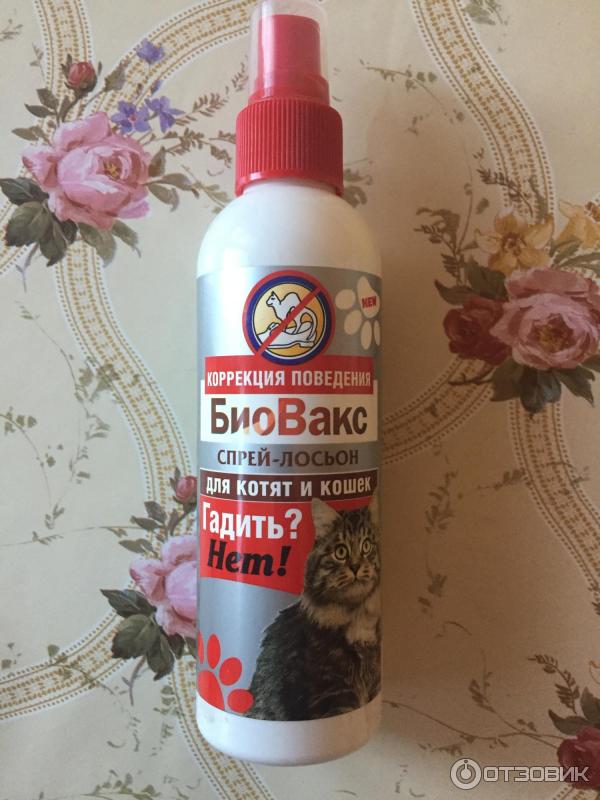 NEW
КОРРЕКЦИЯ ПОВЕДЕНИЯ
БиоВакс
СПРЕЙ-ЛОСЬОН
для котят и кошек
Гадить?
Нет!
ОТЗОВИК